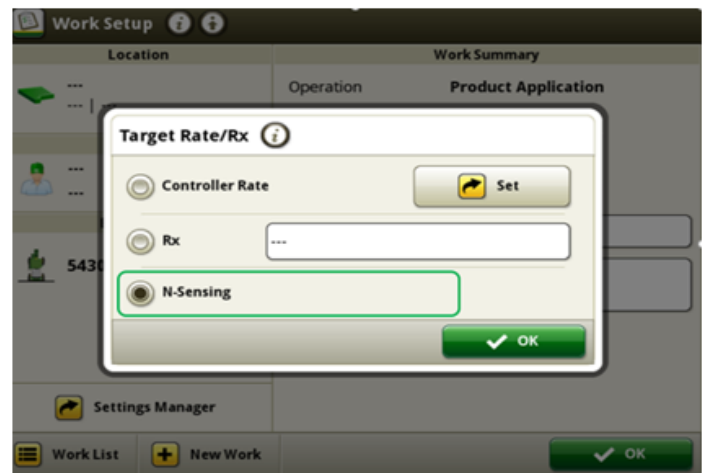 Work Setup
Location
Work Summary
---
--- | ---
Operation
Product Application
Target Rate/Rx
Controller Rate
Set
Rx
---
N-Sensing
OK
---
---
543
Settings Manager
Work List
New Work
OK